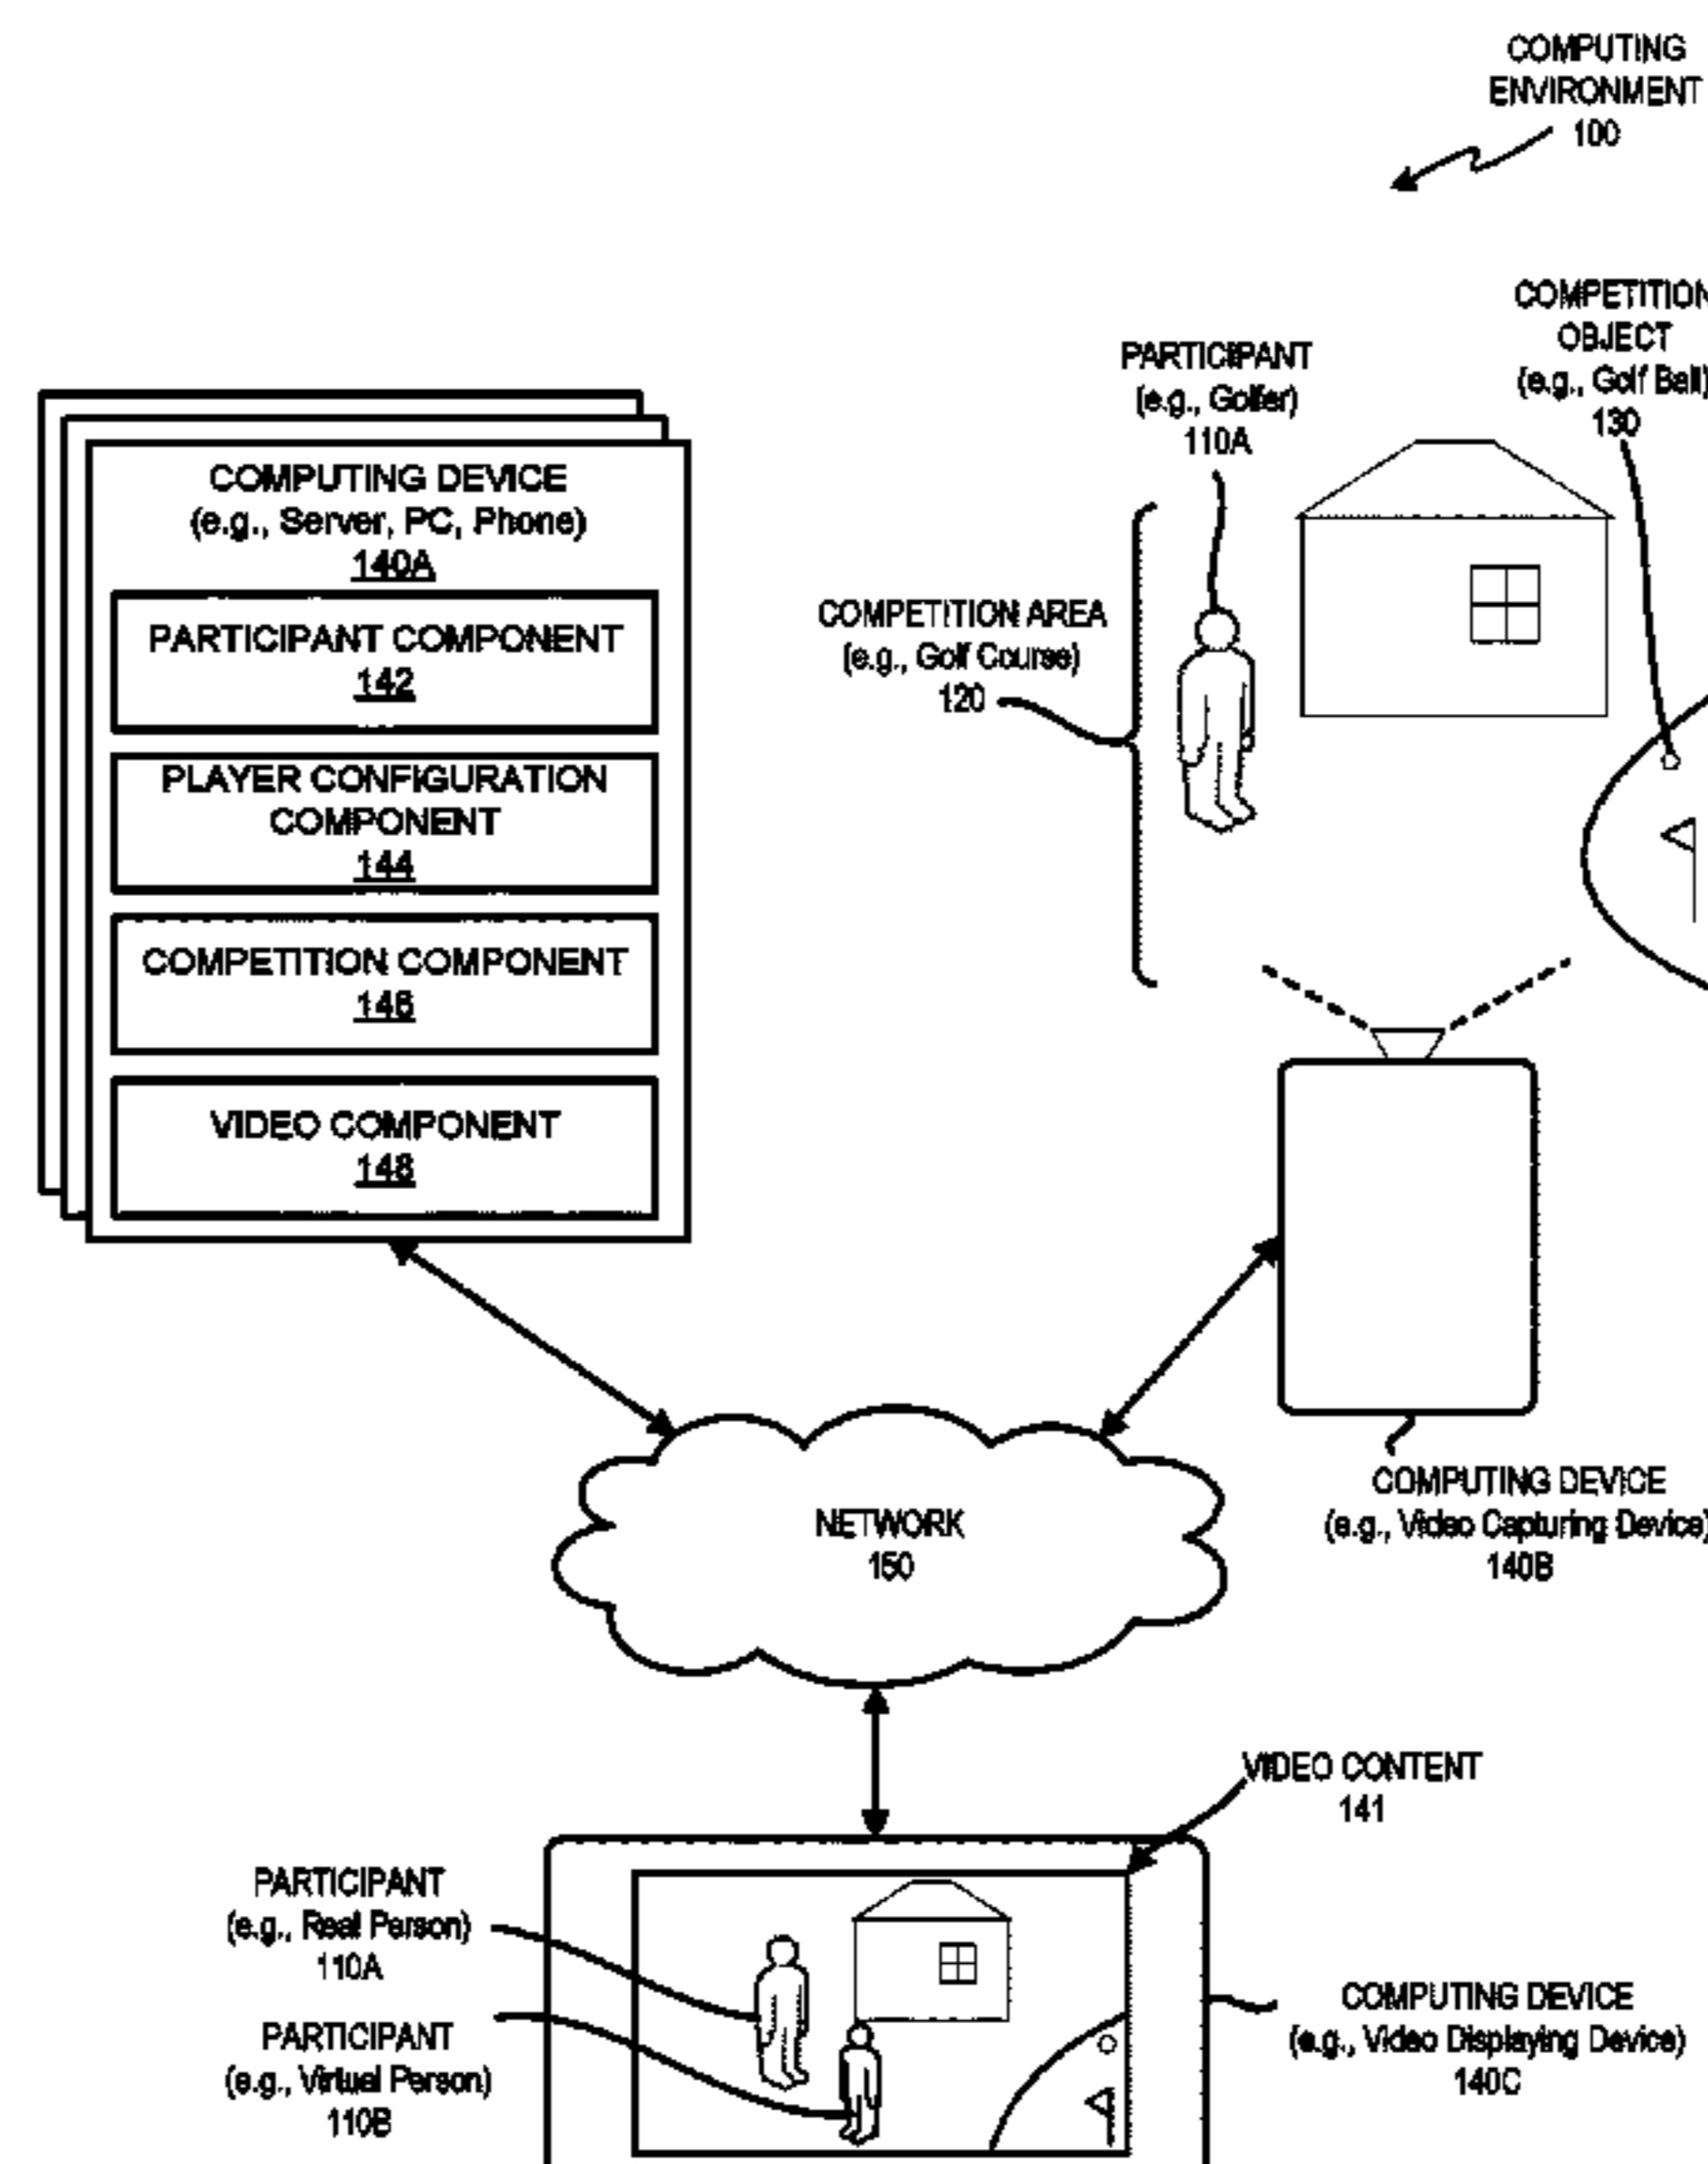 COMPUTING
ENVIRONMENT
100
COMPETITION
OBJECT
(e.g., Golf Ball)
130
PARTICIPANT
(e.g., Golfer)
110A
COMPUTING DEVICE
(e.g., Server, PC, Phone)
140A
PARTICIPANT COMPONENT
142
PLAYER CONFIGURATION
COMPONENT
144
COMPETITION COMPONENT
146
VIDEO COMPONENT
148
COMPETITION AREA
(e.g., Golf Course)
120
COMPUTING DEVICE
(e.g., Video Capturing Device)
140B
NETWORK
150
VIDEO CONTENT
141
PARTICIPANT
(e.g., Real Person)
110A
PARTICIPANT
(e.g., Virtual Person)
110B
COMPUTING DEVICE
(e.g., Video Displaying Device)
140C